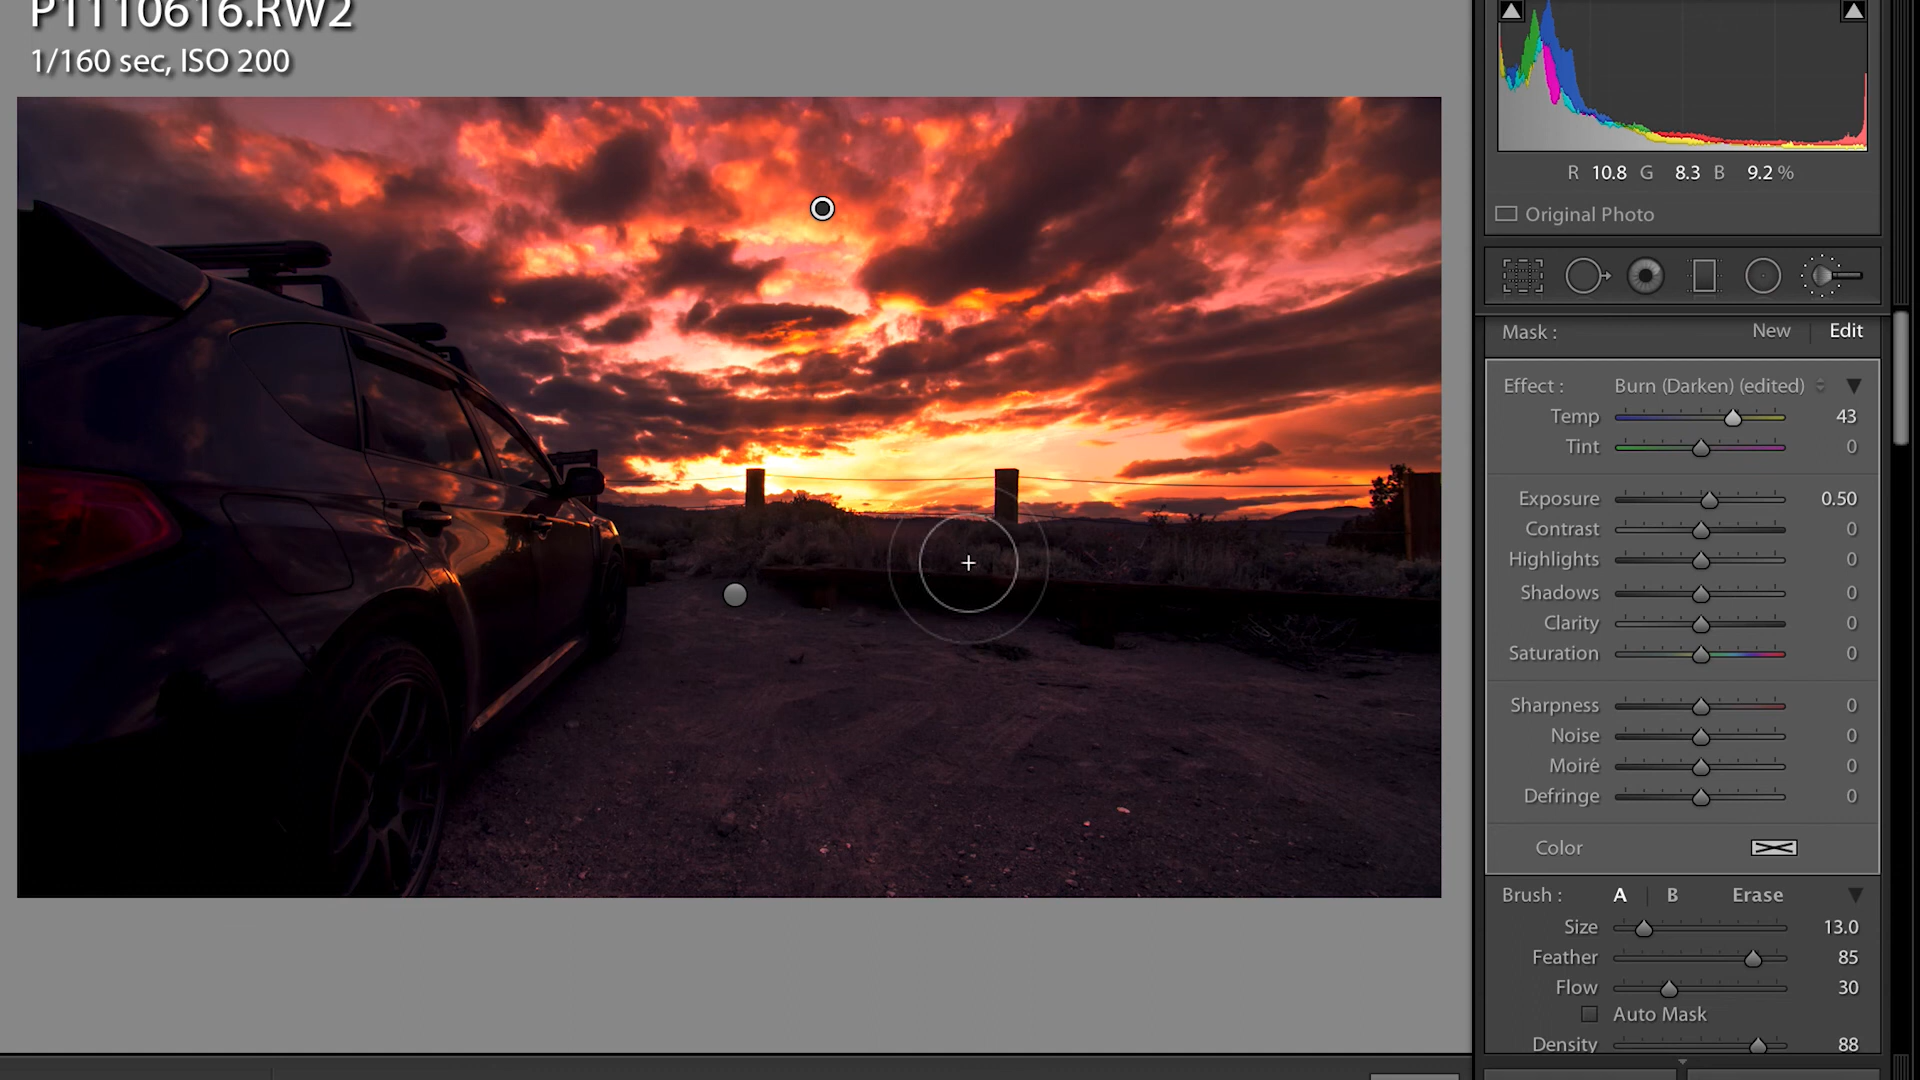 P1110616.RW2
1/160 sec, ISO 200
R 10.8 G 8.3 B 9.2 %
Original Photo
Mask : New Edit
Effect : Burn (Darken) (edited)
Temp 43
Tint 0
Exposure 0.50
Contrast 0
Highlights 0
Shadows 0
Clarity 0
Saturation 0
Sharpness 0
Noise 0
Moiré 0
Defringe 0
Color
Brush : A B Erase
Size 13.0
Feather 85
Flow 30
Auto Mask
Density 88